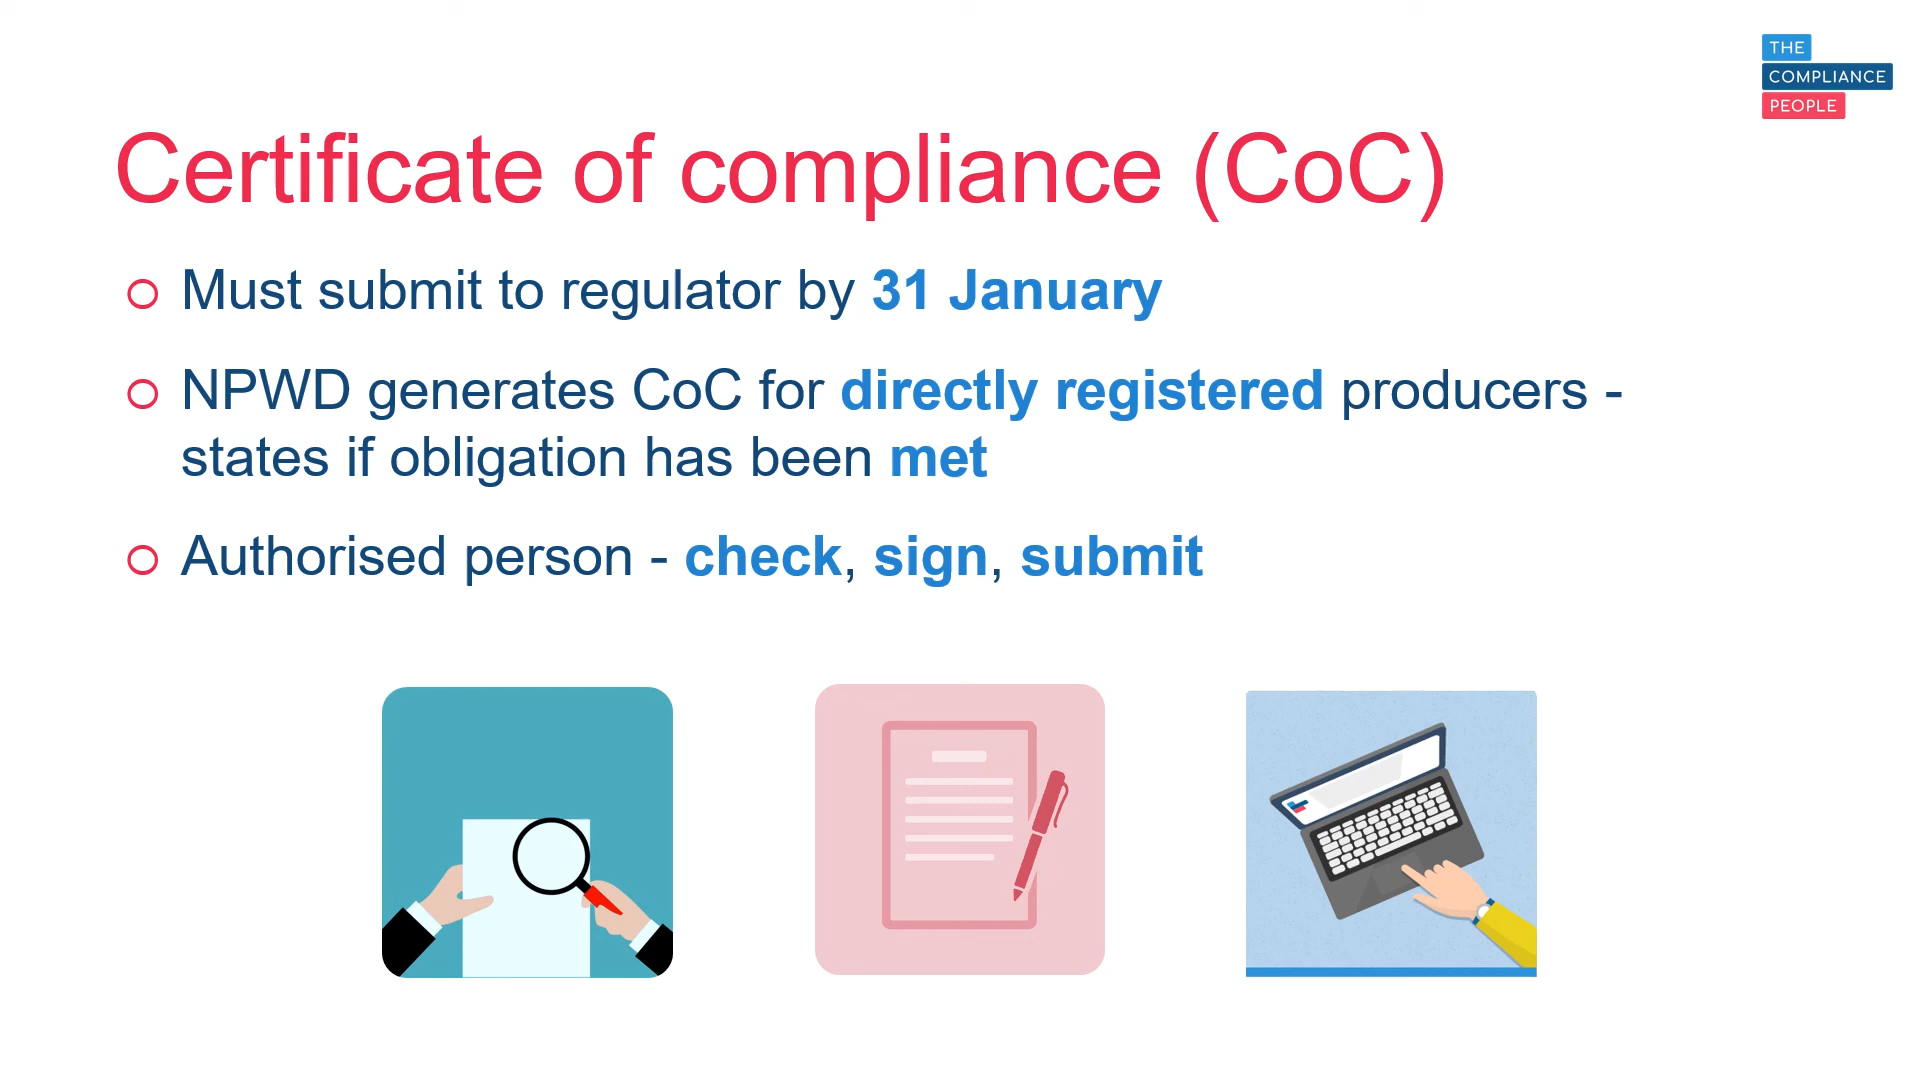 THE
COMPLIANCE
PEOPLE
Certificate of compliance (CoC)
Must submit to regulator by 31 January
NPWD generates CoC for directly registered producers -
states if obligation has been met
Authorised person - check, sign, submit